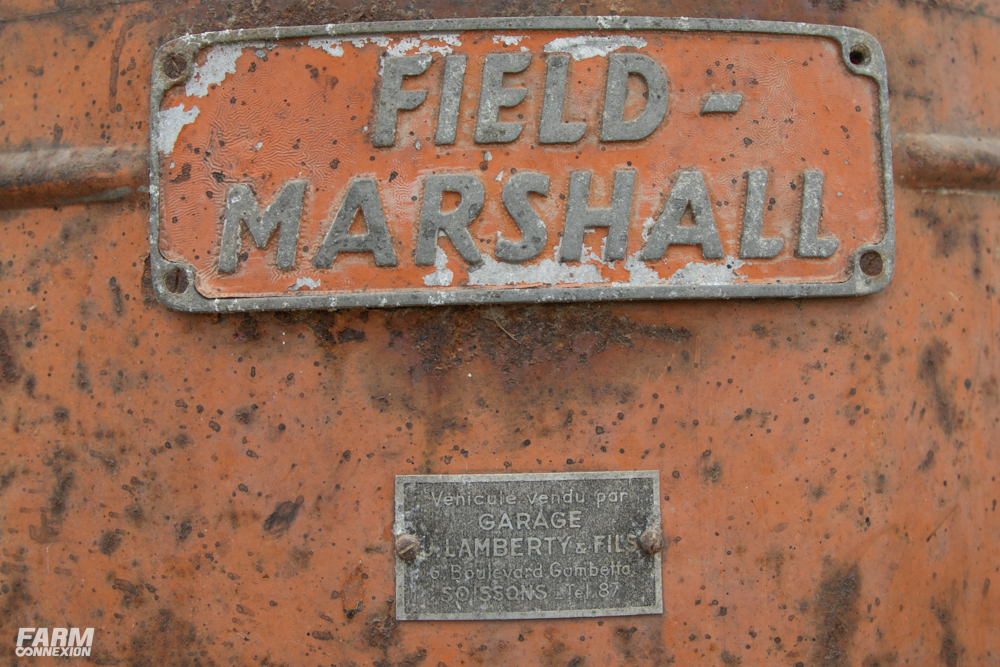 FIELD-
MARSHALL
Véhicule vendu par
GARAGE
LAMBERTY & FILS
6, Boulevard Gambetta
SOISSONS - Tel. 87
FARM
CONNEXION